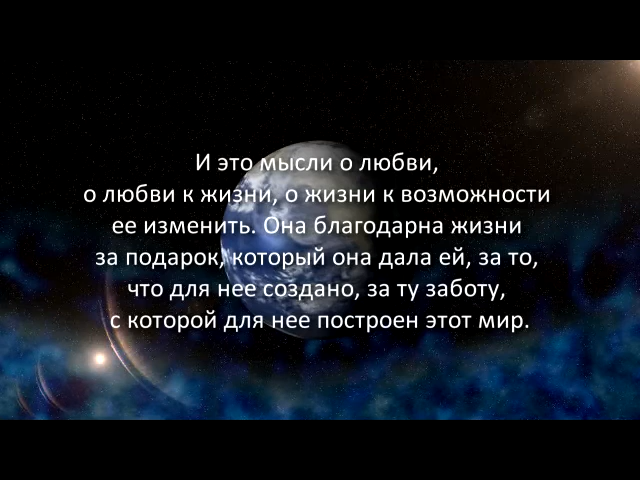 И это мысли о любви,
о любви к жизни, о жизни к возможности
ее изменить. Она благодарна жизни
за подарок, который она дала ей, за то,
что для нее создано, за ту заботу,
с которой для нее построен этот мир.